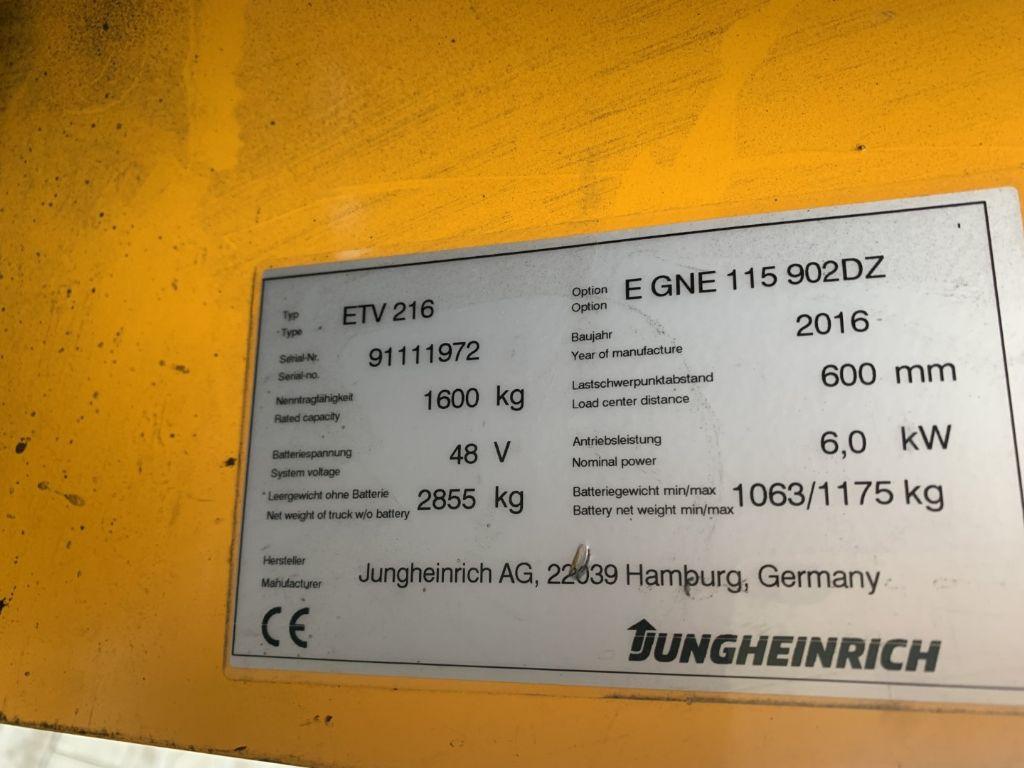 Typ ETV 216 Option E GNE 115 902DZ
Type Option
Serial-Nr. 91111972 Baujahr 2016
Serial-no. Year of manufacture
Nenntragfähigkeit 1600 kg Lastschwerpunktabstand 600 mm
Rated capacity Load center distance
Batteriespannung 48 V Antriebsleistung 6,0 kW
System voltage Nominal power
Leergewicht ohne Batterie 2855 kg Batteriegewicht min/max 1063/1175 kg
Net weight of truck w/o battery Battery net weight min/max
Hersteller Jungheinrich AG, 22039 Hamburg, Germany
Manufacturer
CE JUNGHEINRICH